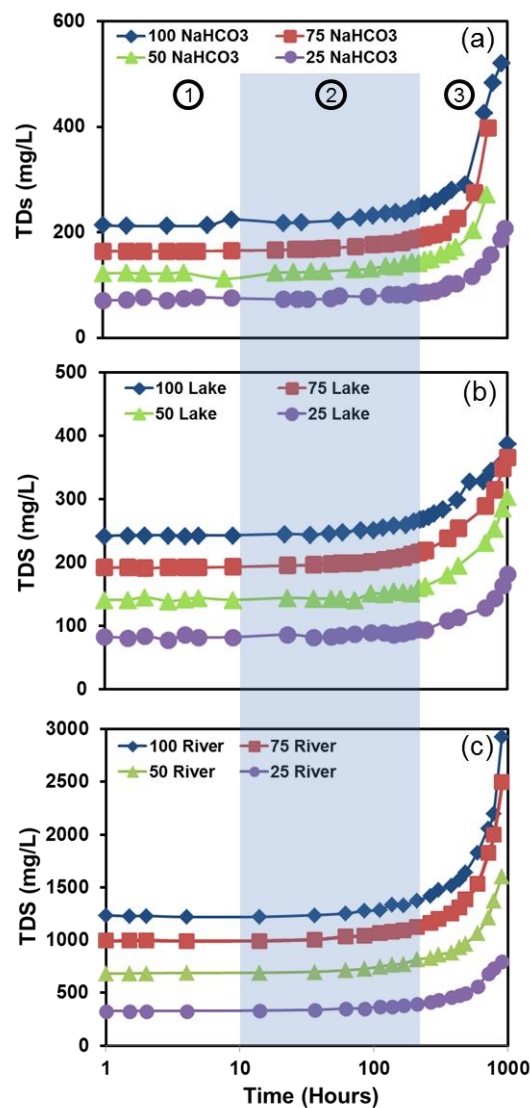 (a)
100 NaHCO3 75 NaHCO3
50 NaHCO3 25 NaHCO3
1 2 3
600
400
200
0
TDs (mg/L)
(b)
100 Lake 75 Lake
50 Lake 25 Lake
500
400
300
200
100
0
TDS (mg/L)
(c)
100 River 75 River
50 River 25 River
3000
2500
2000
1500
1000
500
0
TDS (mg/L)
1 10 100 1000
Time (Hours)